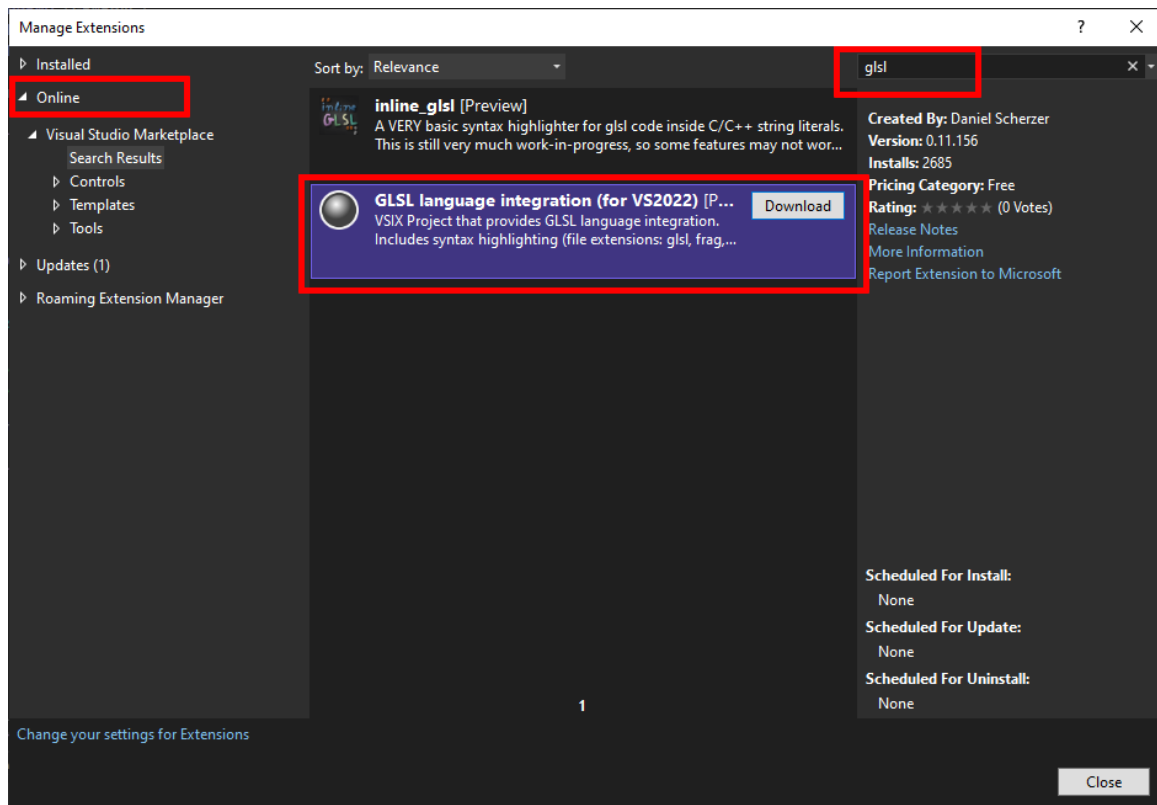 Manage Extensions
?
Installed
Online
Visual Studio Marketplace
Search Results
Controls
Templates
Tools
Updates (1)
Roaming Extension Manager
Sort by: Relevance
inline GLSL
inline_glsl [Preview]
A VERY basic syntax highlighter for glsl code inside C/C++ string literals.
This is still very much work-in-progress, so some features may not wor...
GLSL language integration (for VS2022) [P...
Download
VSIX Project that provides GLSL language integration.
Includes syntax highlighting (file extensions: glsl, frag,...
1
glsl
Created By: Daniel Scherzer
Version: 0.11.156
Installs: 2685
Pricing Category: Free
Rating: ★★★★★ (0 Votes)
Release Notes
More Information
Report Extension to Microsoft
Scheduled For Install:
None
Scheduled For Update:
None
Scheduled For Uninstall:
None
Change your settings for Extensions
Close